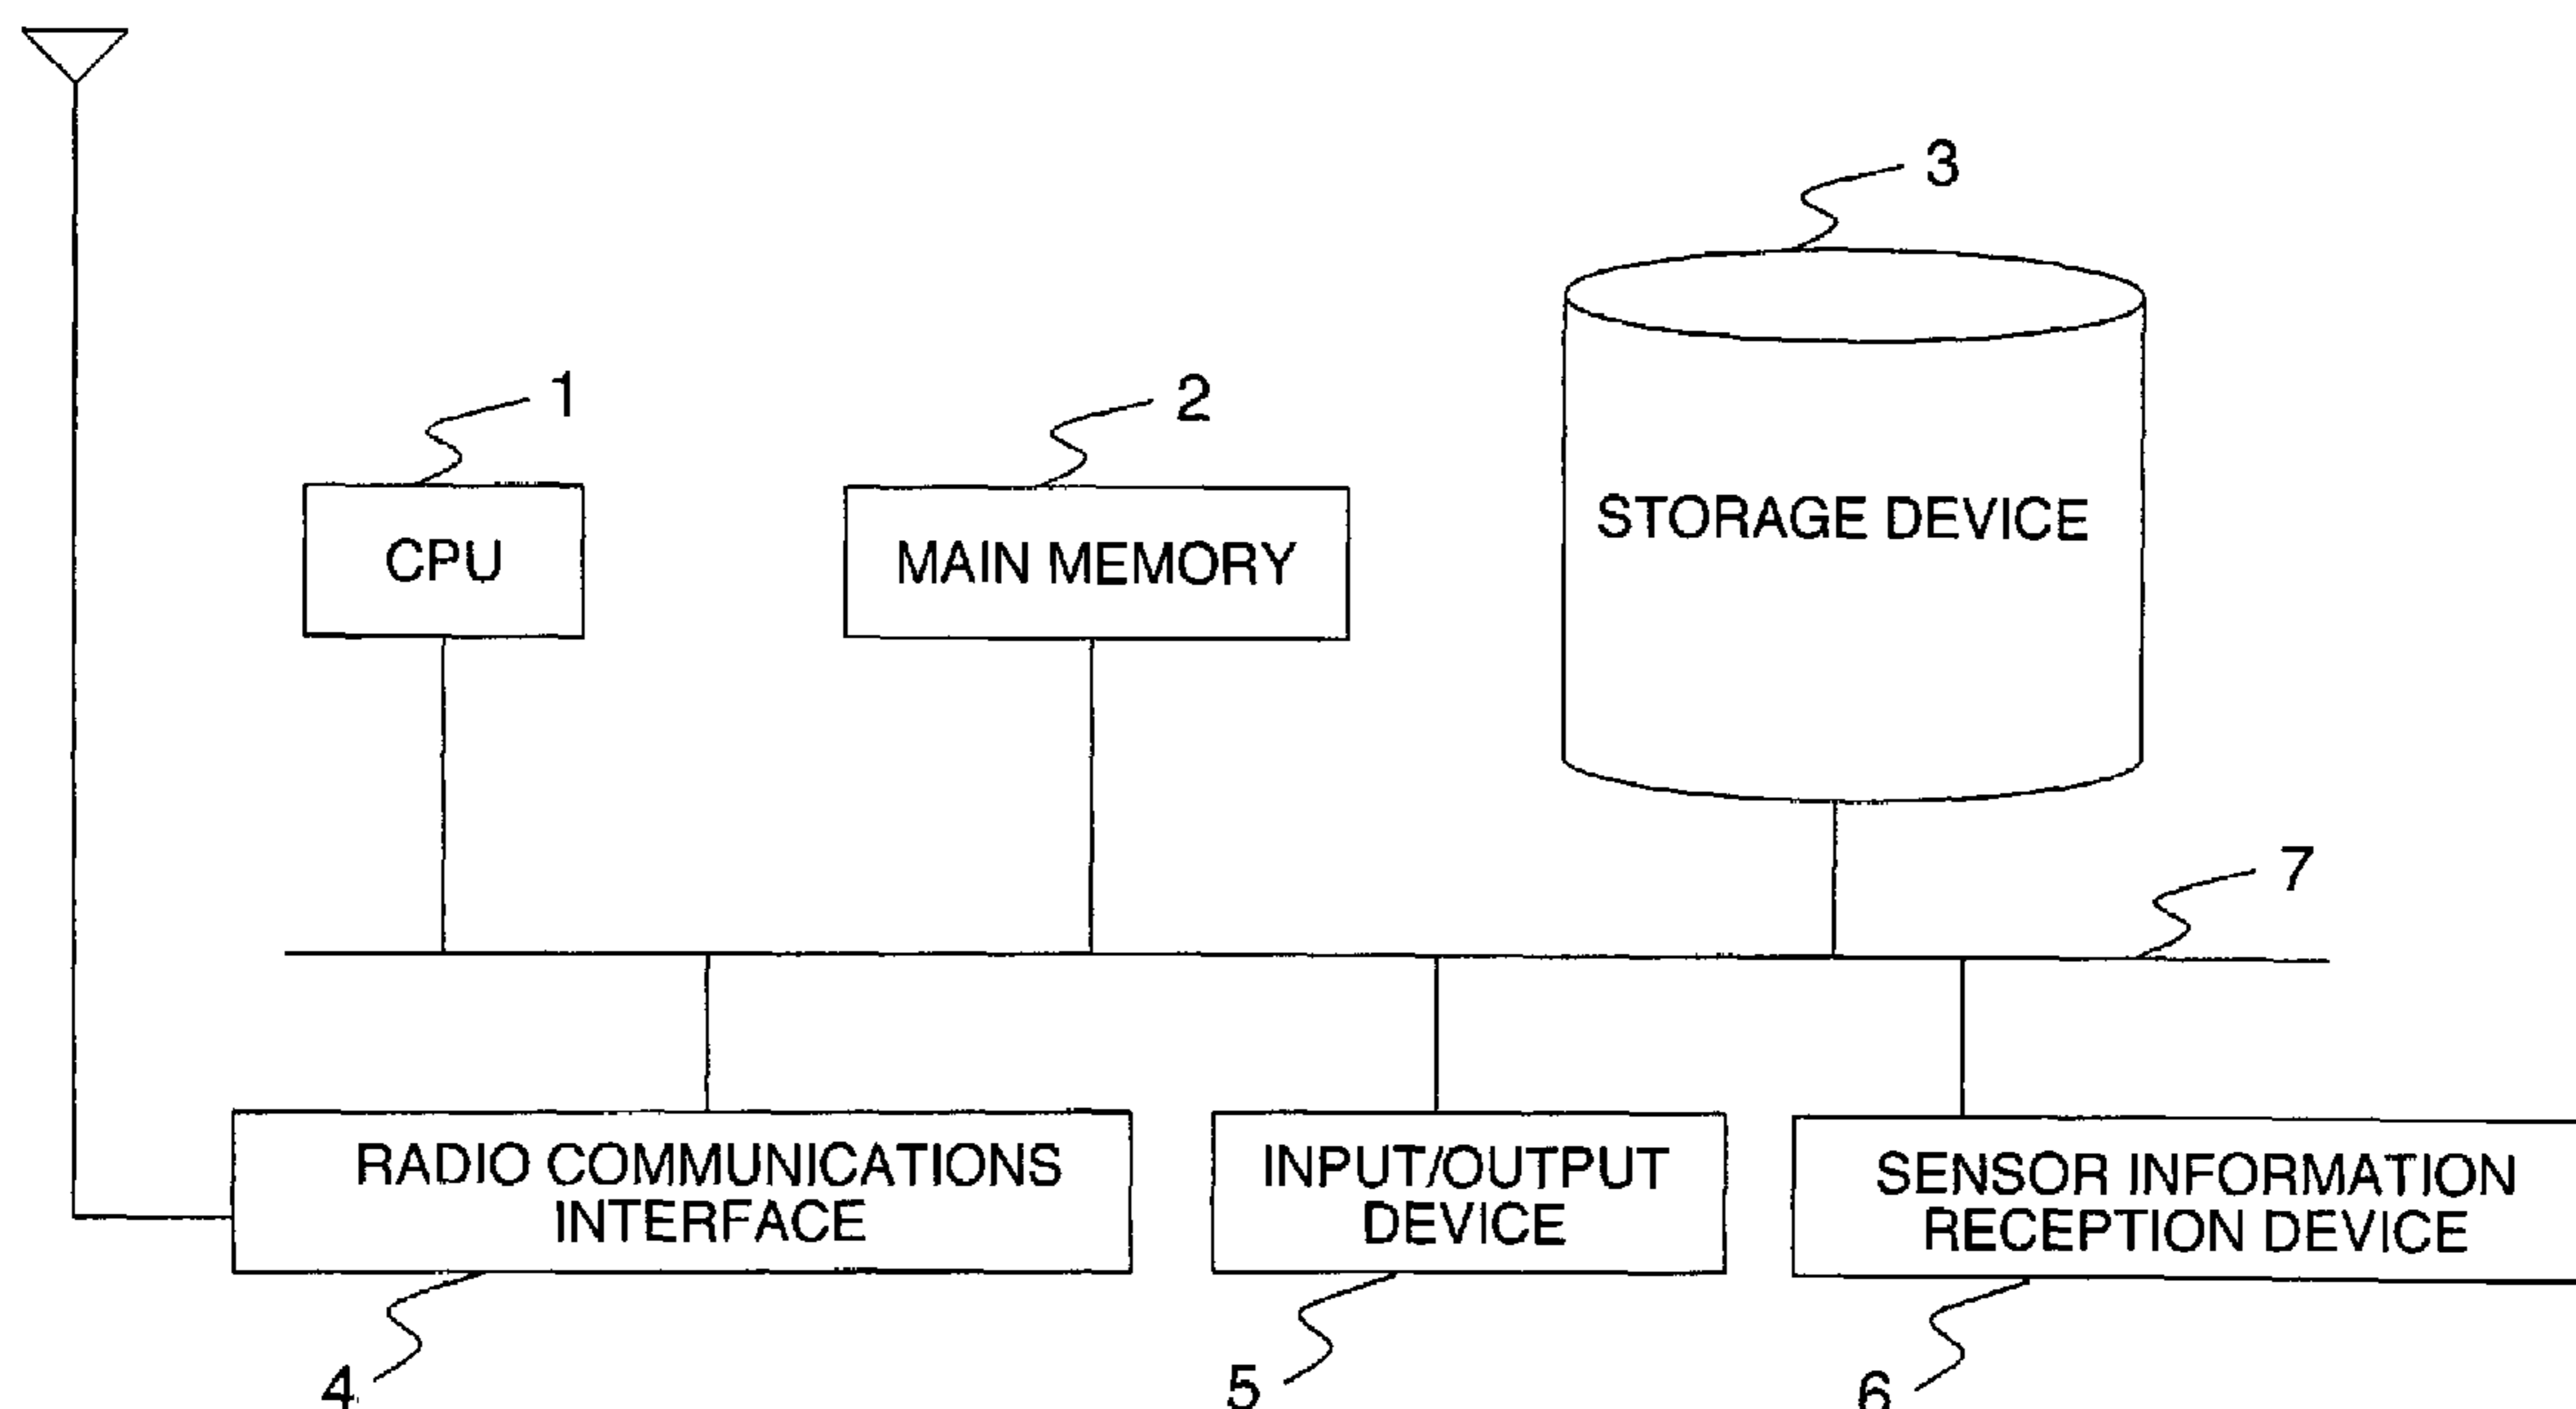 3
1
2
CPU
MAIN MEMORY
STORAGE DEVICE
7
RADIO COMMUNICATIONS
INTERFACE
INPUT/OUTPUT
DEVICE
SENSOR INFORMATION
RECEPTION DEVICE
4
5
6